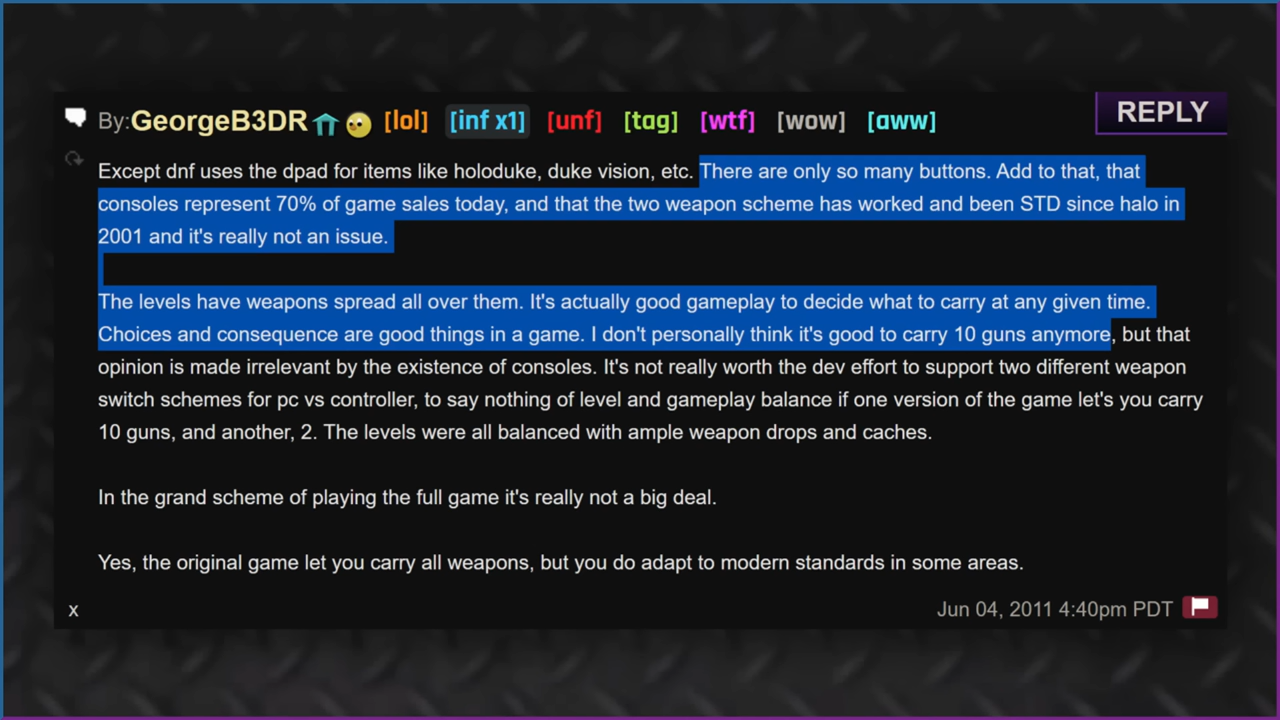 By:GeorgeB3DR [lol] [inf x1] [unf] [tag] [wtf] [wow] [aww] REPLY
Except dnf uses the dpad for items like holoduke, duke vision, etc. There are only so many buttons. Add to that, that
consoles represent 70% of game sales today, and that the two weapon scheme has worked and been STD since halo in
2001 and it's really not an issue.
The levels have weapons spread all over them. It's actually good gameplay to decide what to carry at any given time.
Choices and consequence are good things in a game. I don't personally think it's good to carry 10 guns anymore, but that
opinion is made irrelevant by the existence of consoles. It's not really worth the dev effort to support two different weapon
switch schemes for pc vs controller, to say nothing of level and gameplay balance if one version of the game let's you carry
10 guns, and another, 2. The levels were all balanced with ample weapon drops and caches.
In the grand scheme of playing the full game it's really not a big deal.
Yes, the original game let you carry all weapons, but you do adapt to modern standards in some areas.
x Jun 04, 2011 4:40pm PDT